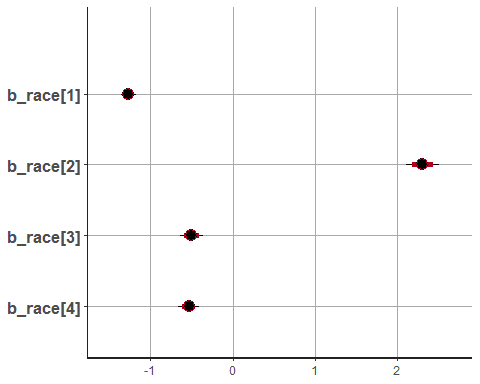 b_race[1]
b_race[2]
b_race[3]
b_race[4]
-1 0 1 2